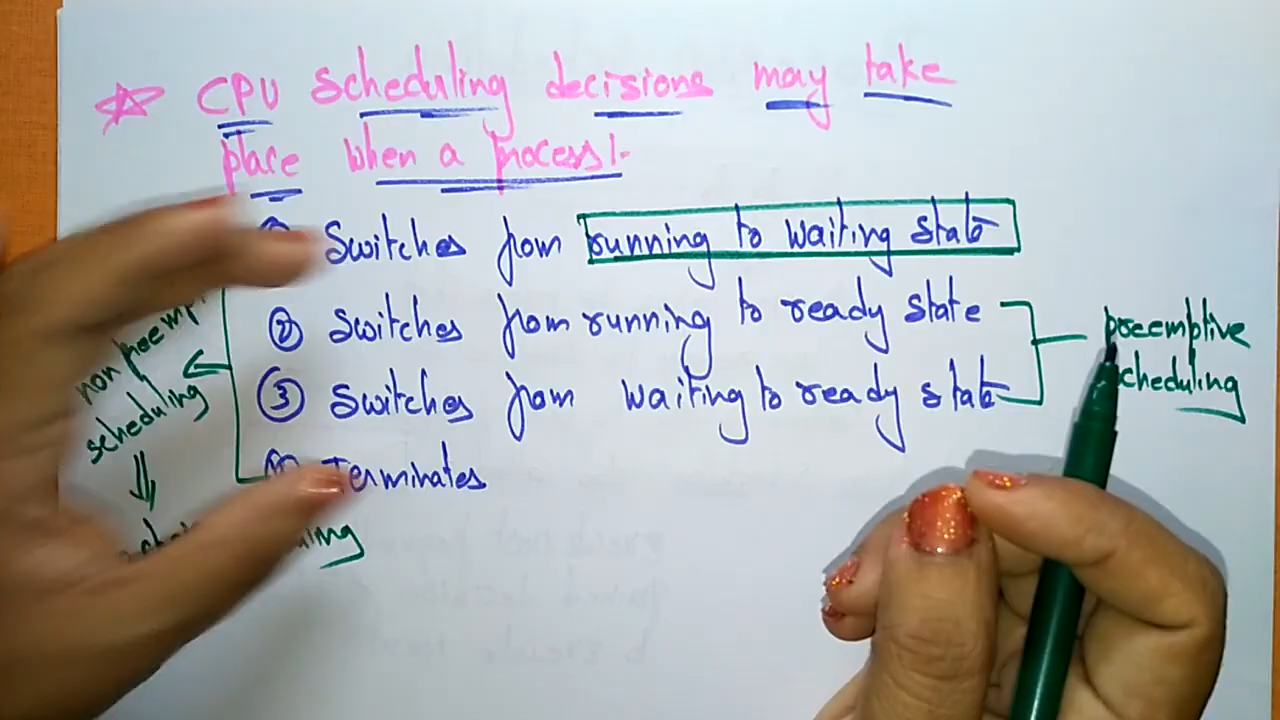 CPU scheduling decisions may take
place when a process!-
Switches from running to waiting state
② Switches from running to ready state
③ Switches from waiting to ready state
preemptive
scheduling
non preempt
scheduling
Terminates